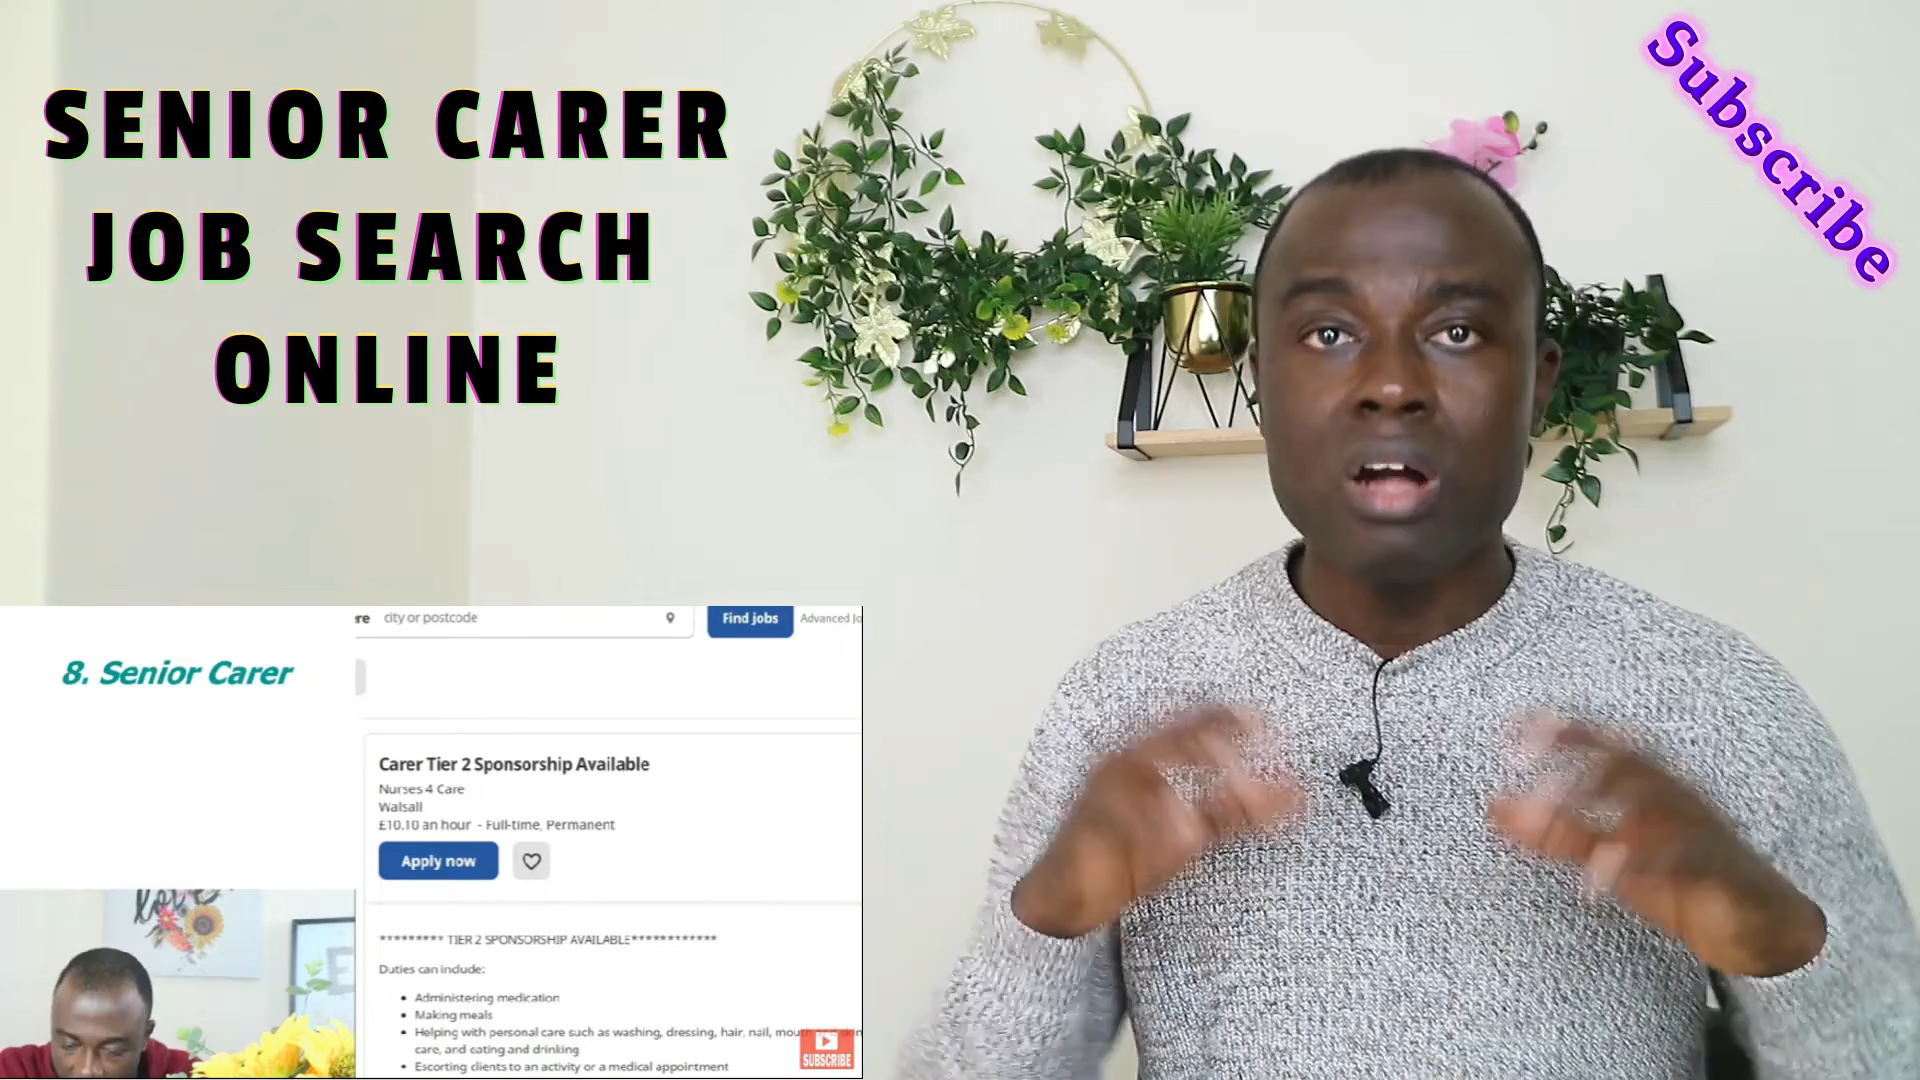 SENIOR CARER
JOB SEARCH
ONLINE
Subscribe
city or postcode
Find jobs
Advanced
8. Senior Carer
Carer Tier 2 Sponsorship Available
Nurses 4 Care
Walsall
£10.10 an hour - Full-time, Permanent
Apply now
********* TIER 2 SPONSORSHIP AVAILABLE************
Duties can include:
Administering medication
Making meals
Helping with personal care such as washing, dressing, hair, nail,
care, and eating and drinking
Escorting clients to an activity or a medical appointment
SUBSCRIBE
love
E